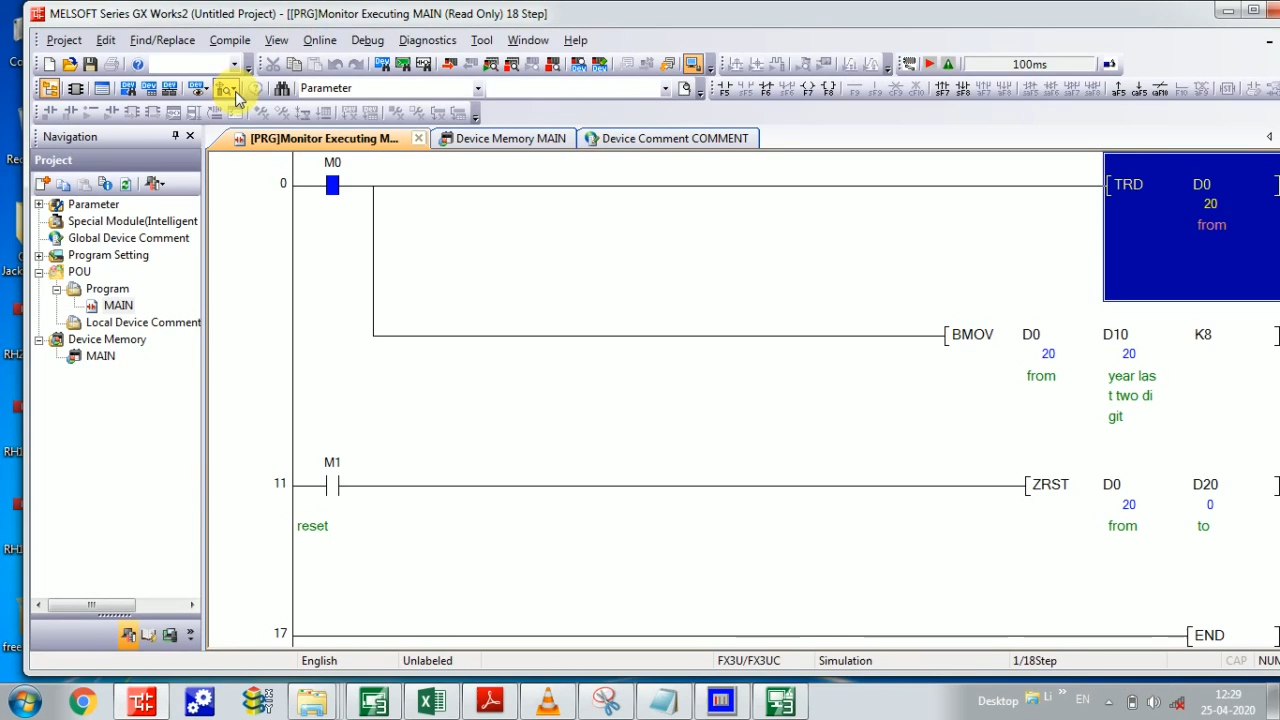 MELSOFT Series GX Works2 (Untitled Project) - [[PRG]Monitor Executing MAIN (Read Only) 18 Step]
Project Edit Find/Replace Compile View Online Debug Diagnostics Tool Window Help
100ms
Parameter
Navigation
[PRG]Monitor Executing M...
Device Memory MAIN
Device Comment COMMENT
Project
Parameter
Special Module(Intelligent
Global Device Comment
Program Setting
POU
Program
MAIN
Local Device Comment
Device Memory
MAIN
M0
0
TRD D0
20
from
BMOV D0 D10 K8
20 20
from year las
t two di
git
M1
11
ZRST D0 D20
20 0
reset from to
17
END
English Unlabeled FX3U/FX3UC Simulation 1/18Step CAP NUM
Desktop Li EN
12:29
25-04-2020